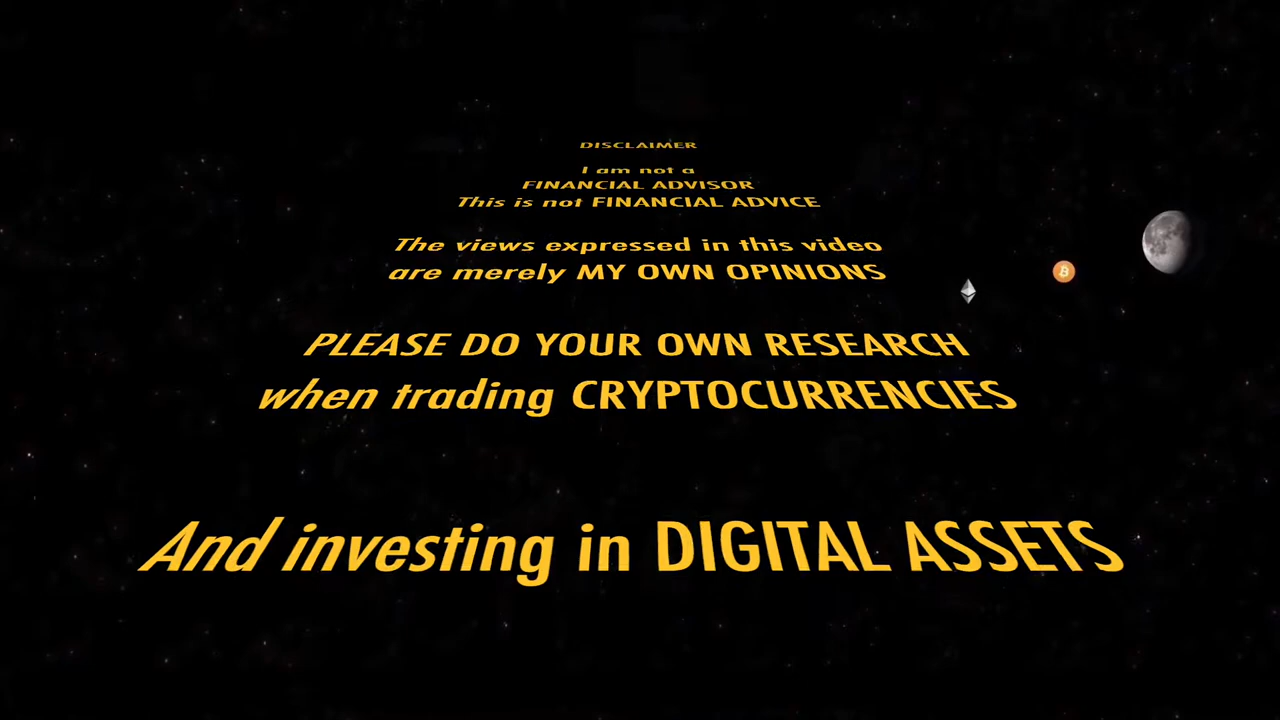 DISCLAIMER
I am not a
FINANCIAL ADVISOR
This is not FINANCIAL ADVICE
The views expressed in this video
are merely MY OWN OPINIONS
PLEASE DO YOUR OWN RESEARCH
when trading CRYPTOCURRENCIES
And investing in DIGITAL ASSETS